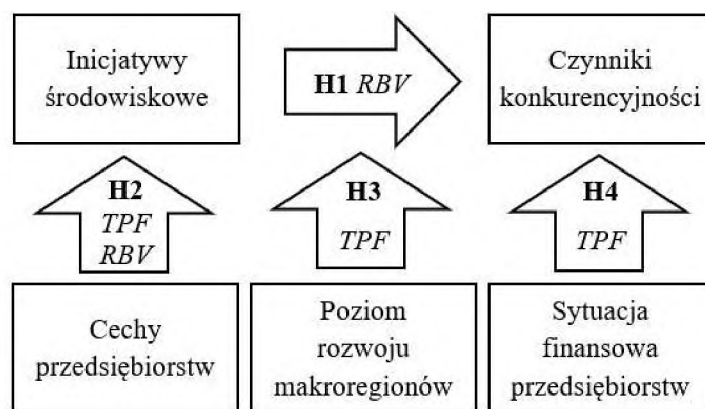 Inicjatywy
środowiskowe
H1 RBV
Czynniki
konkurencyjności
H2
TPF
RBV
H3
TPF
H4
TPF
Cechy
przedsiębiorstw
Poziom
rozwoju
makroregionów
Sytuacja
finansowa
przedsiębiorstw